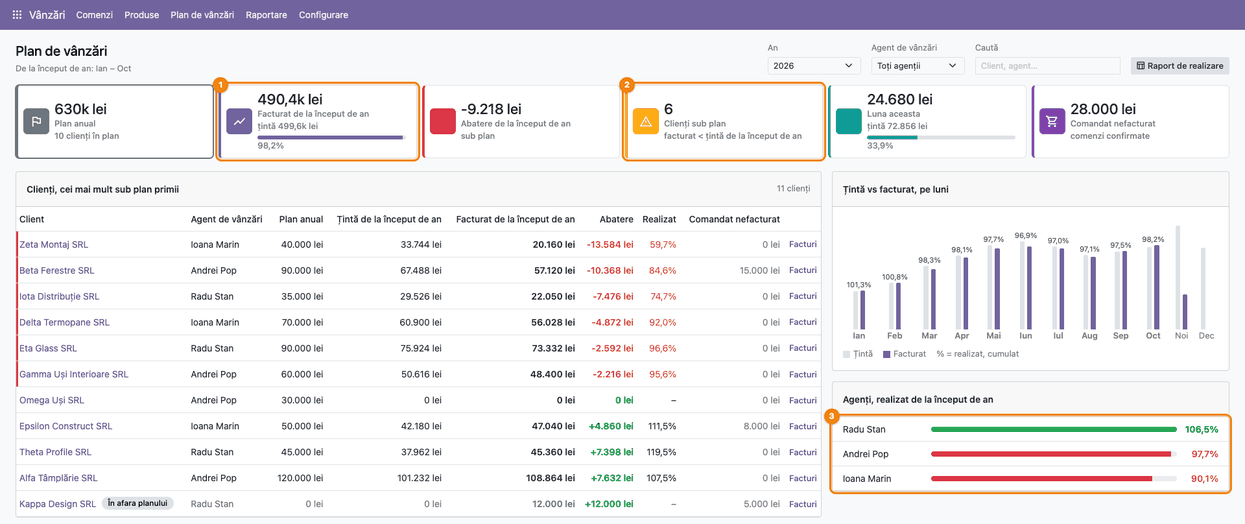 Vânzări Comenzi Produse Plan de vânzări Raportare Configurare
Plan de vânzări
De la început de an: Ian – Oct
An
2026
Agent de vânzări
Toți agenții
Caută
Client, agent...
Raport de realizare
630k lei
Plan anual
10 clienți în plan
1
490,4k lei
Facturat de la început de an
țintă 499,6k lei
98,2%
-9.218 lei
Abatere de la început de an
sub plan
2
6
Clienți sub plan
facturat < țintă de la început de an
24.680 lei
Luna aceasta
țintă 72.856 lei
33,9%
28.000 lei
Comandat nefacturat
comenzi confirmate
Clienți, cei mai mult sub plan primii
11 clienți
Client Agent de vânzări Plan anual Țintă de la început de an Facturat de la început de an Abatere Realizat Comandat nefacturat
Zeta Montaj SRL Ioana Marin 40.000 lei 33.744 lei 20.160 lei -13.584 lei 59,7% 0 lei Facturi
Beta Ferestre SRL Andrei Pop 90.000 lei 67.488 lei 57.120 lei -10.368 lei 84,6% 15.000 lei Facturi
Iota Distribuție SRL Radu Stan 35.000 lei 29.526 lei 22.050 lei -7.476 lei 74,7% 0 lei Facturi
Delta Termopane SRL Ioana Marin 70.000 lei 60.900 lei 56.028 lei -4.872 lei 92,0% 0 lei Facturi
Eta Glass SRL Radu Stan 90.000 lei 75.924 lei 73.332 lei -2.592 lei 96,6% 0 lei Facturi
Gamma Uși Interioare SRL Andrei Pop 60.000 lei 50.616 lei 48.400 lei -2.216 lei 95,6% 0 lei Facturi
Omega Uși SRL Andrei Pop 30.000 lei 0 lei 0 lei 0 lei – 0 lei Facturi
Epsilon Construct SRL Ioana Marin 50.000 lei 42.180 lei 47.040 lei +4.860 lei 111,5% 8.000 lei Facturi
Theta Profile SRL Radu Stan 45.000 lei 37.962 lei 45.360 lei +7.398 lei 119,5% 0 lei Facturi
Alfa Tâmplărie SRL Andrei Pop 120.000 lei 101.232 lei 108.864 lei +7.632 lei 107,5% 0 lei Facturi
Kappa Design SRL În afara planului Radu Stan 0 lei 0 lei 12.000 lei +12.000 lei – 5.000 lei Facturi
Țintă vs facturat, pe luni
101,3% 100,8% 98,3% 98,1% 97,7% 96,9% 97,0% 97,1% 97,5% 98,2%
Ian Feb Mar Apr Mai Iun Iul Aug Sep Oct Noi Dec
Țintă Facturat % = realizat, cumulat
Agenți, realizat de la început de an
3
Radu Stan 106,5%
Andrei Pop 97,7%
Ioana Marin 90,1%